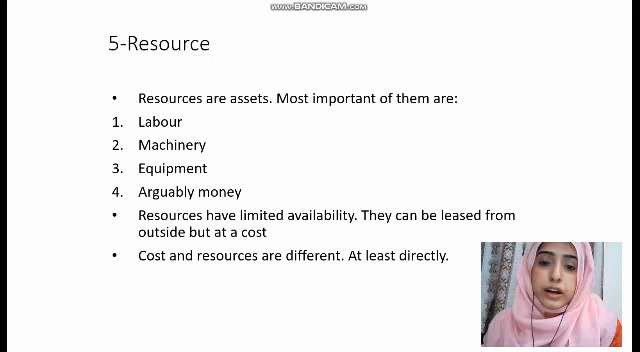 www.BANDICAM.com
5-Resource
• Resources are assets. Most important of them are:
1. Labour
2. Machinery
3. Equipment
4. Arguably money
• Resources have limited availability. They can be leased from
outside but at a cost
• Cost and resources are different. At least directly.